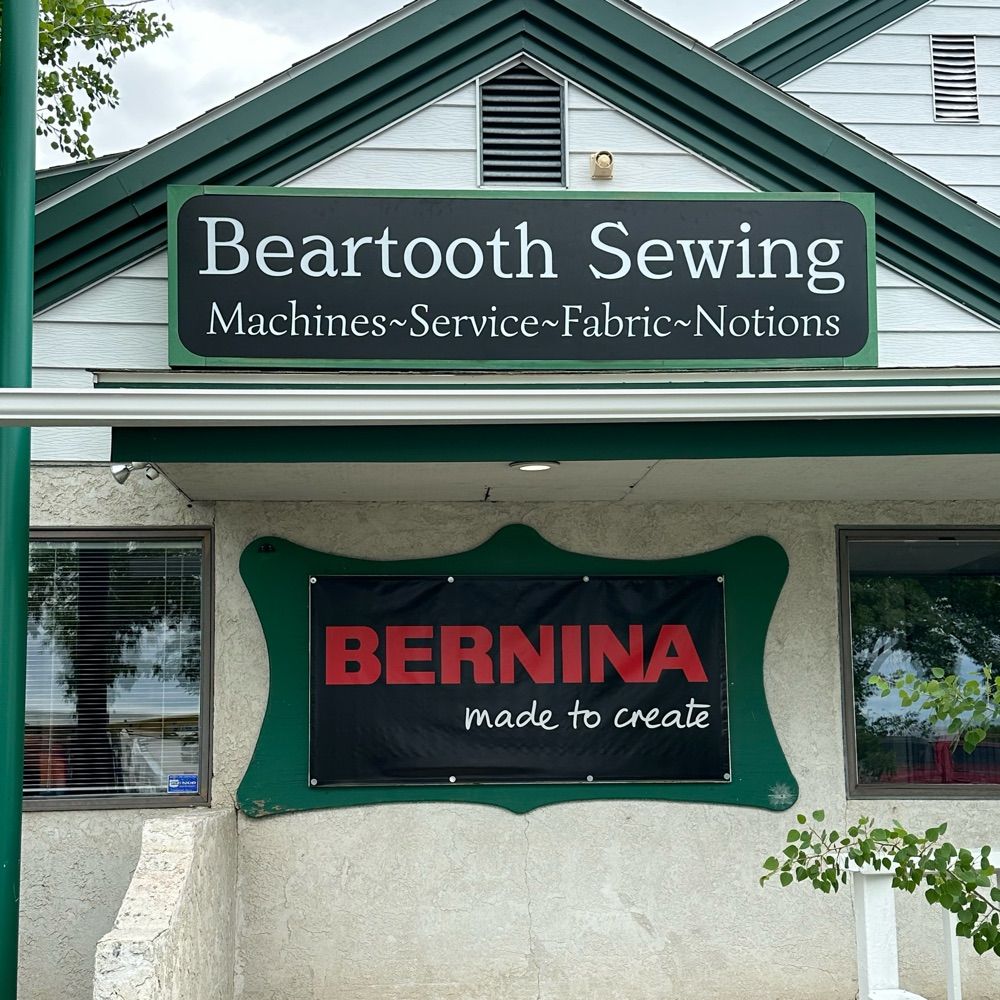 Beartooth Sewing
Machines~Service~Fabric~Notions
BERNINA
made to create